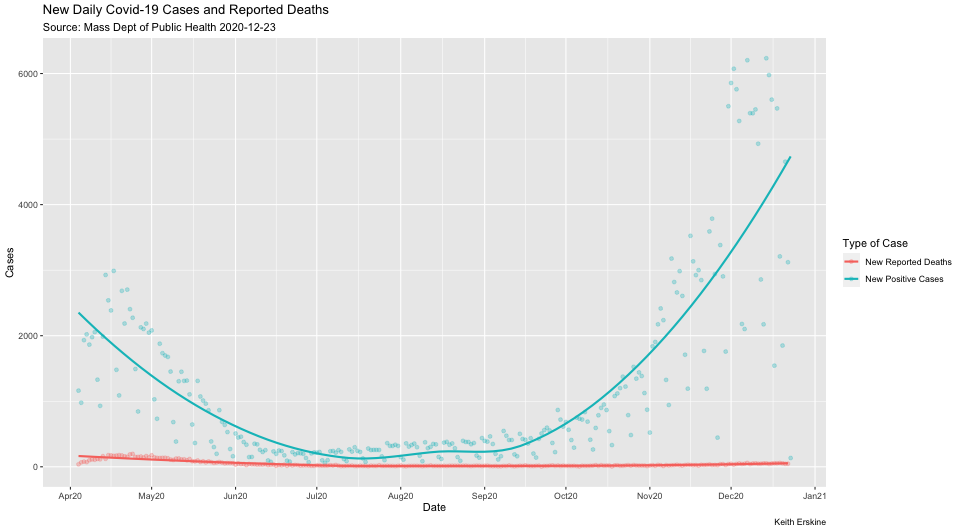 New Daily Covid-19 Cases and Reported Deaths
Source: Mass Dept of Public Health 2020-12-23
6000
4000
2000
0
Cases
Apr20 May20 Jun20 Jul20 Aug20 Sep20 Oct20 Nov20 Dec20 Jan21
Date
Type of Case
New Reported Deaths
New Positive Cases
Keith Erskine